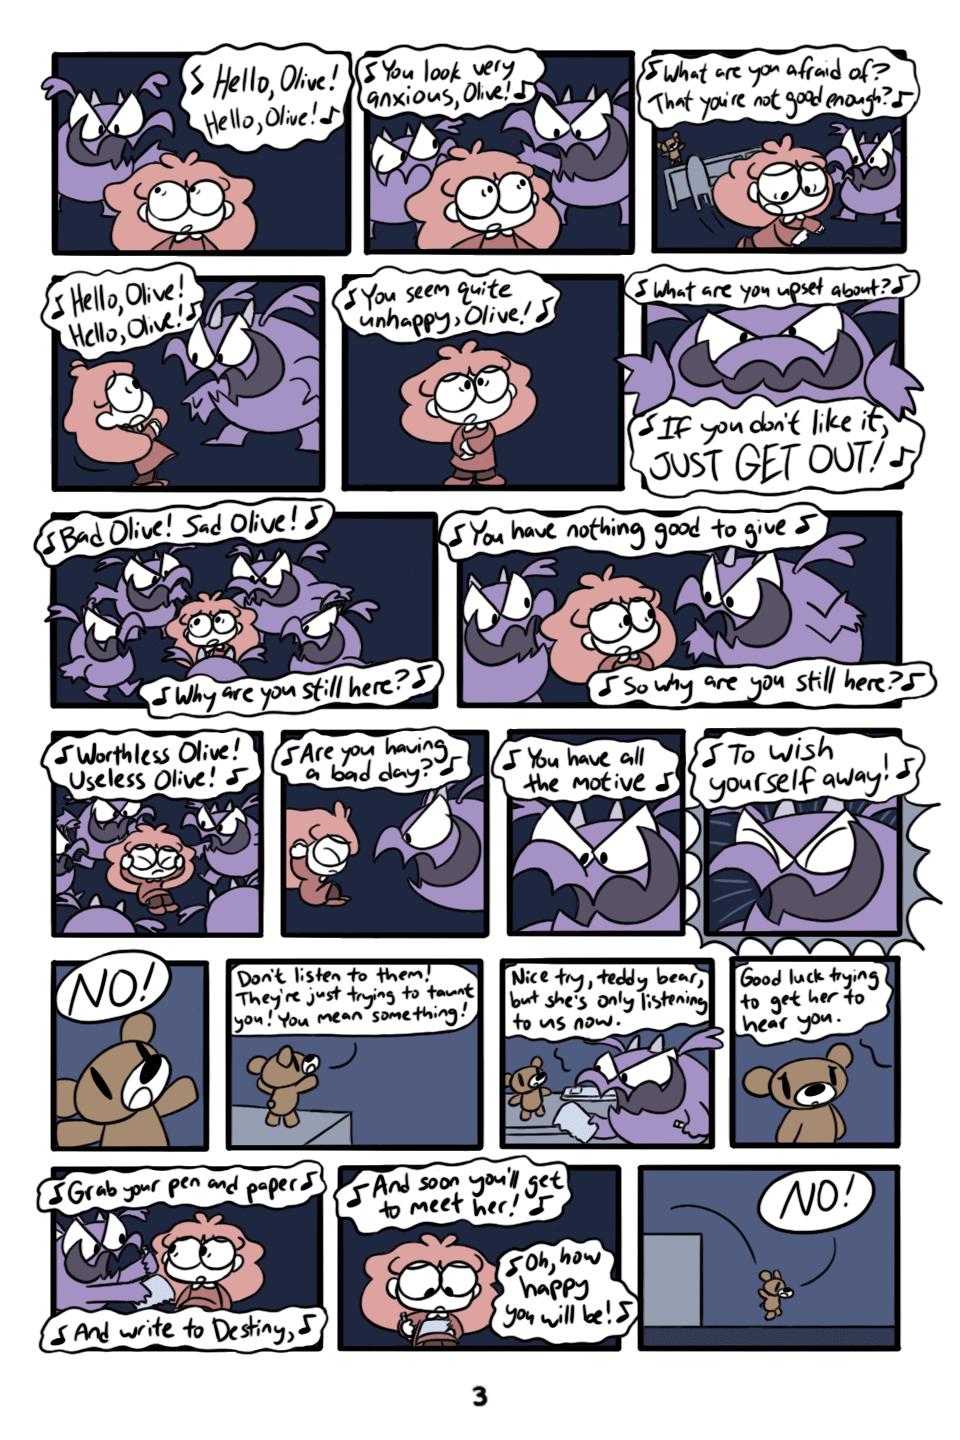 ♪ Hello, Olive!
Hello, Olive! ♪
♪ You look very
anxious, Olive! ♪
♪ What are you afraid of?
That you're not good enough? ♪
♪ Hello, Olive!
Hello, Olive! ♪
♪ You seem quite
unhappy, Olive! ♪
♪ What are you upset about? ♪
♪ If you don't like it,
JUST GET OUT! ♪
♪ Bad Olive! Sad Olive! ♪
♪ Why are you still here? ♪
♪ You have nothing good to give ♪
♪ So why are you still here? ♪
♪ Worthless Olive!
Useless Olive! ♪
♪ Are you having
a bad day? ♪
♪ You have all
the motive ♪
♪ To wish
yourself away! ♪
NO!
Don't listen to them!
They're just trying to taunt
you! You mean something!
Nice try, teddy bear,
but she's only listening
to us now.
Good luck trying
to get her to
hear you.
♪ Grab your pen and paper ♪
♪ And write to Destiny, ♪
♪ And soon you'll get
to meet her! ♪
♪ Oh, how
happy
you will be! ♪
NO!
3